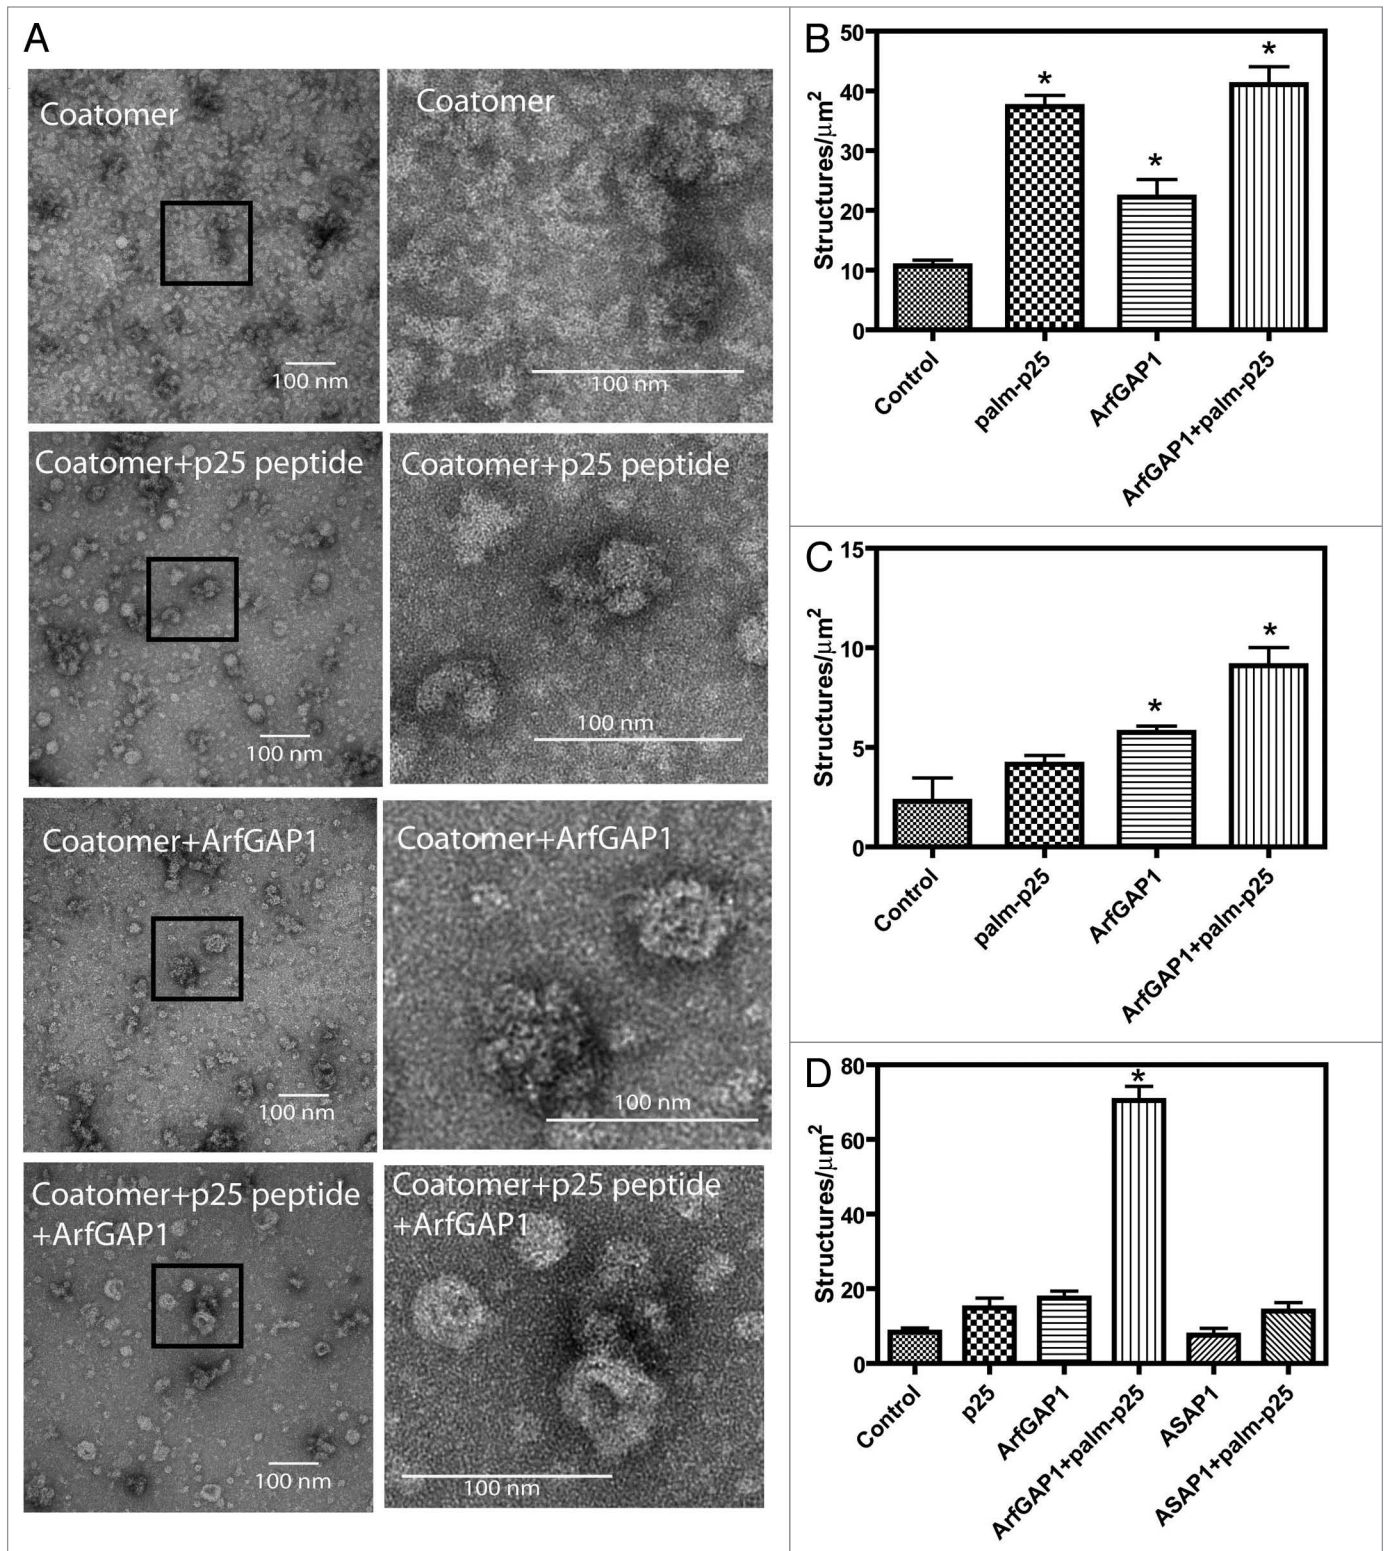 A
Coatomer
100 nm
Coatomer
100 nm
Coatomer+p25 peptide
100 nm
Coatomer+p25 peptide
100 nm
Coatomer+ArfGAP1
100 nm
Coatomer+ArfGAP1
100 nm
Coatomer+p25 peptide
+ArfGAP1
100 nm
Coatomer+p25 peptide
+ArfGAP1
100 nm
B
Structures/μm2
50
40
30
20
10
0
*
*
*
Control
palm-p25
ArfGAP1
ArfGAP1+palm-p25
C
Structures/μm2
15
10
5
0
*
*
Control
palm-p25
ArfGAP1
ArfGAP1+palm-p25
D
Structures/μm2
80
60
40
20
0
*
Control
p25
ArfGAP1
ArfGAP1+palm-p25
ASAP1
ASAP1+palm-p25